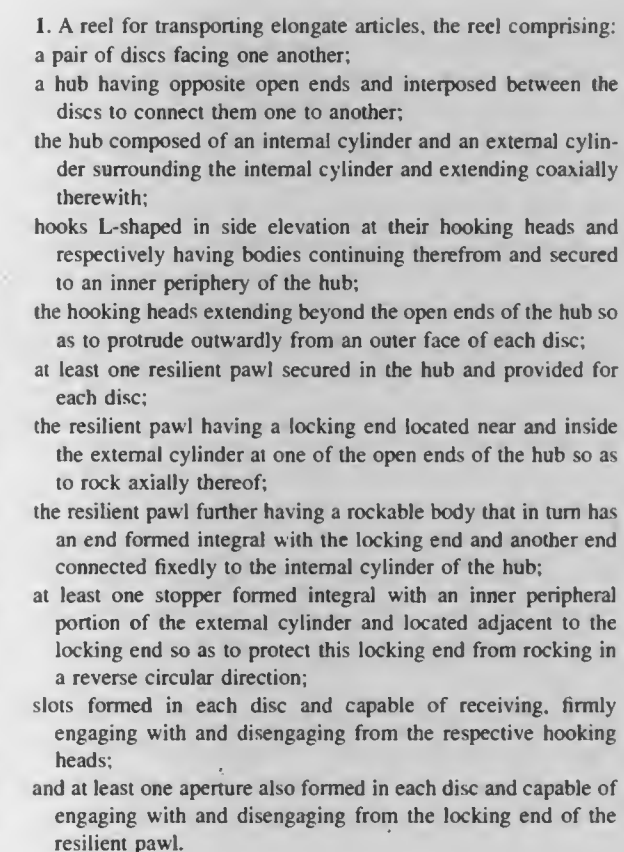 1. A reel for transporting elongate articles, the reel comprising:
a pair of discs facing one another;
a hub having opposite open ends and interposed between the
discs to connect them one to another;
the hub composed of an internal cylinder and an external cylin-
der surrounding the internal cylinder and extending coaxially
therewith;
hooks L-shaped in side elevation at their hooking heads and
respectively having bodies continuing therefrom and secured
to an inner periphery of the hub;
the hooking heads extending beyond the open ends of the hub so
as to protrude outwardly from an outer face of each disc;
at least one resilient pawl secured in the hub and provided for
each disc;
the resilient pawl having a locking end located near and inside
the external cylinder at one of the open ends of the hub so as
to rock axially thereof;
the resilient pawl further having a rockable body that in turn has
an end formed integral with the locking end and another end
connected fixedly to the internal cylinder of the hub;
at least one stopper formed integral with an inner peripheral
portion of the external cylinder and located adjacent to the
locking end so as to protect this locking end from rocking in
a reverse circular direction;
slots formed in each disc and capable of receiving, firmly
engaging with and disengaging from the respective hooking
heads;
and at least one aperture also formed in each disc and capable of
engaging with and disengaging from the locking end of the
resilient pawl.